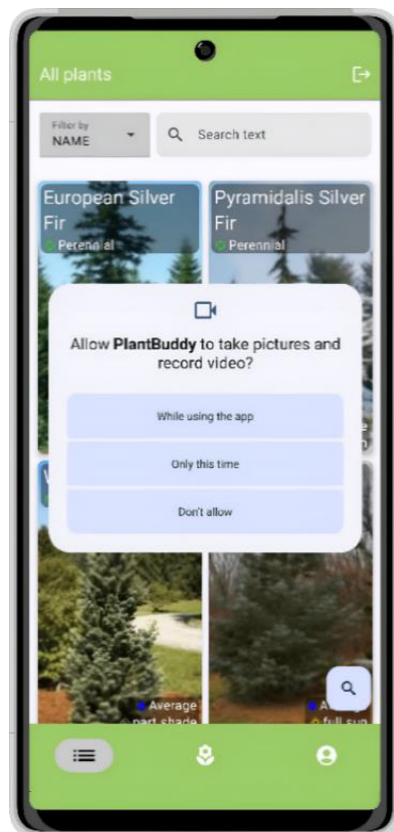 All plants
Filter by
NAME
Search text
European Silver
Fir
Perennial
Pyramidalis Silver
Fir
Perennial
Allow PlantBuddy to take pictures and
record video?
While using the app
Only this time
Don't allow
Average
part shade
full sun